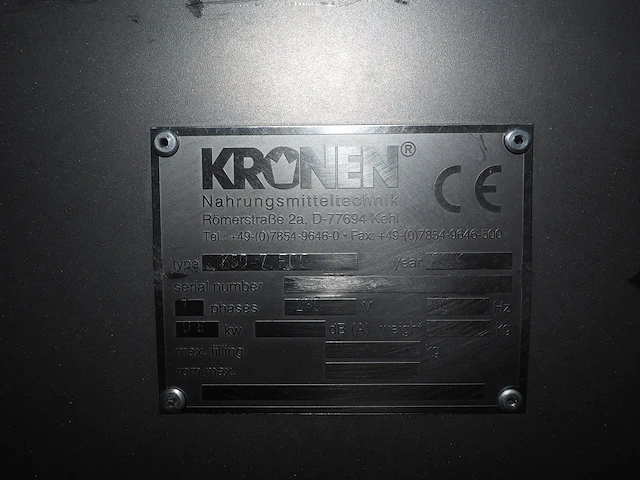 KRONEN®
CE
Nahrungsmitteltechnik
Römerstraße 2a, D-77694 Kehl
Tel.: +49-(0)7854-9646-0 • Fax: +49-(0)7854-9646-500
type year
serial number
phases V Hz
kw dB (A) weight kg
max. filling kg
rpm max.